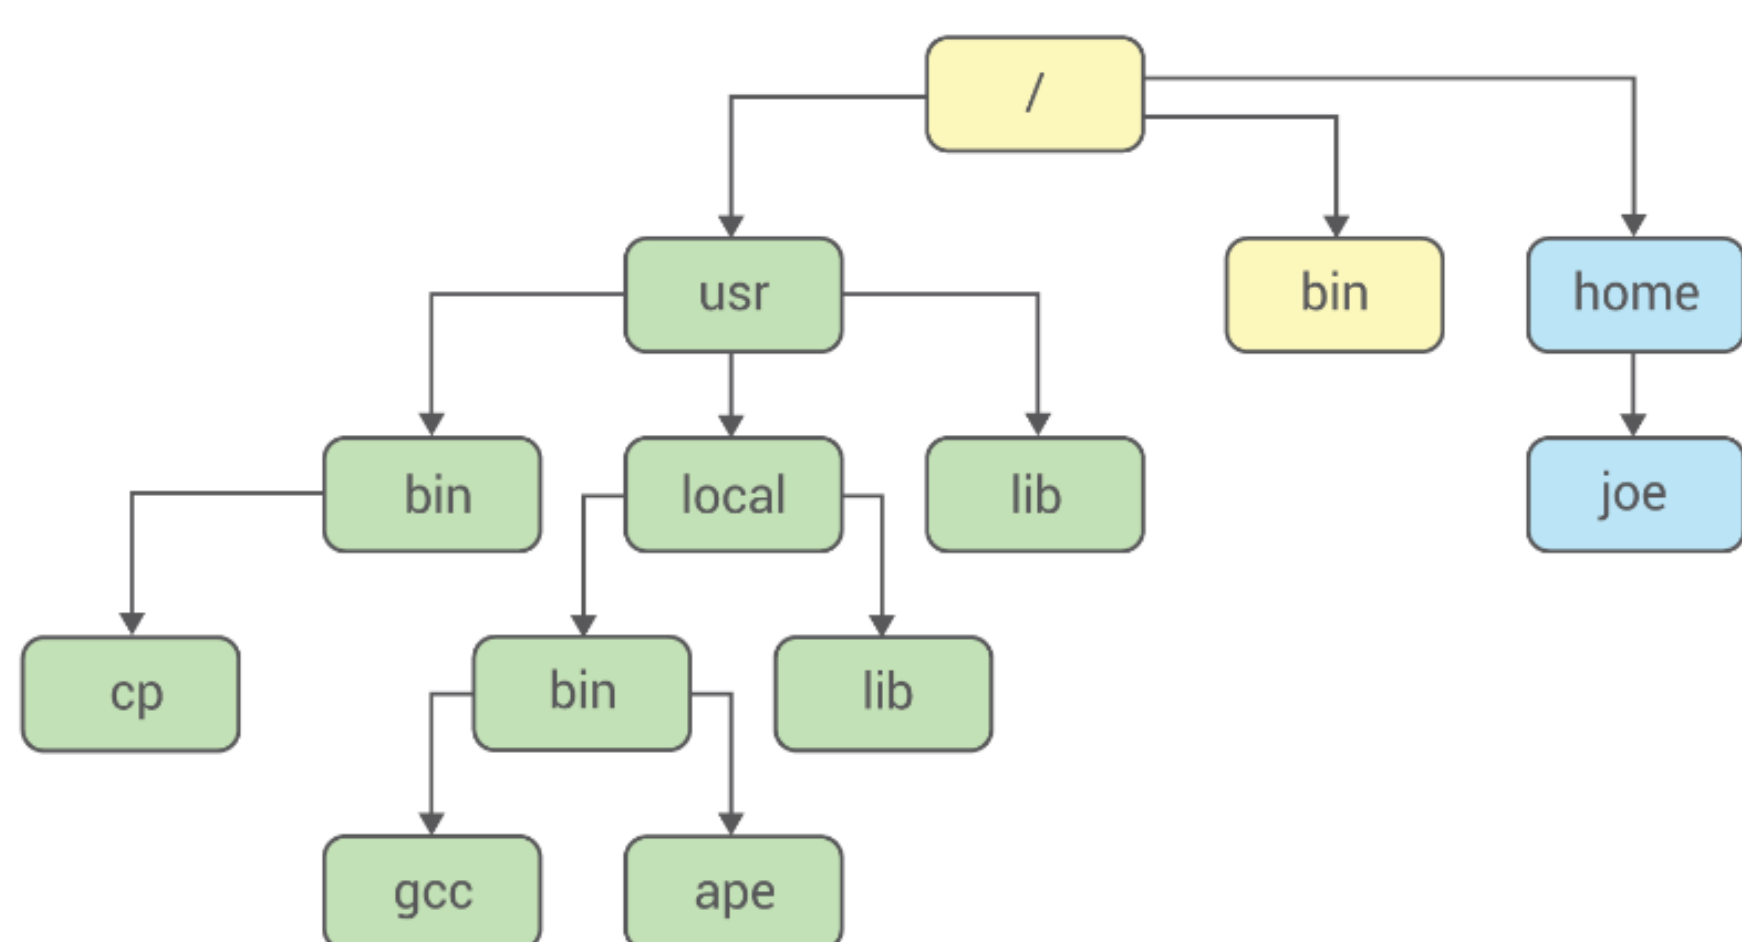 /
usr
bin
home
bin
local
lib
joe
cp
bin
lib
gcc
ape